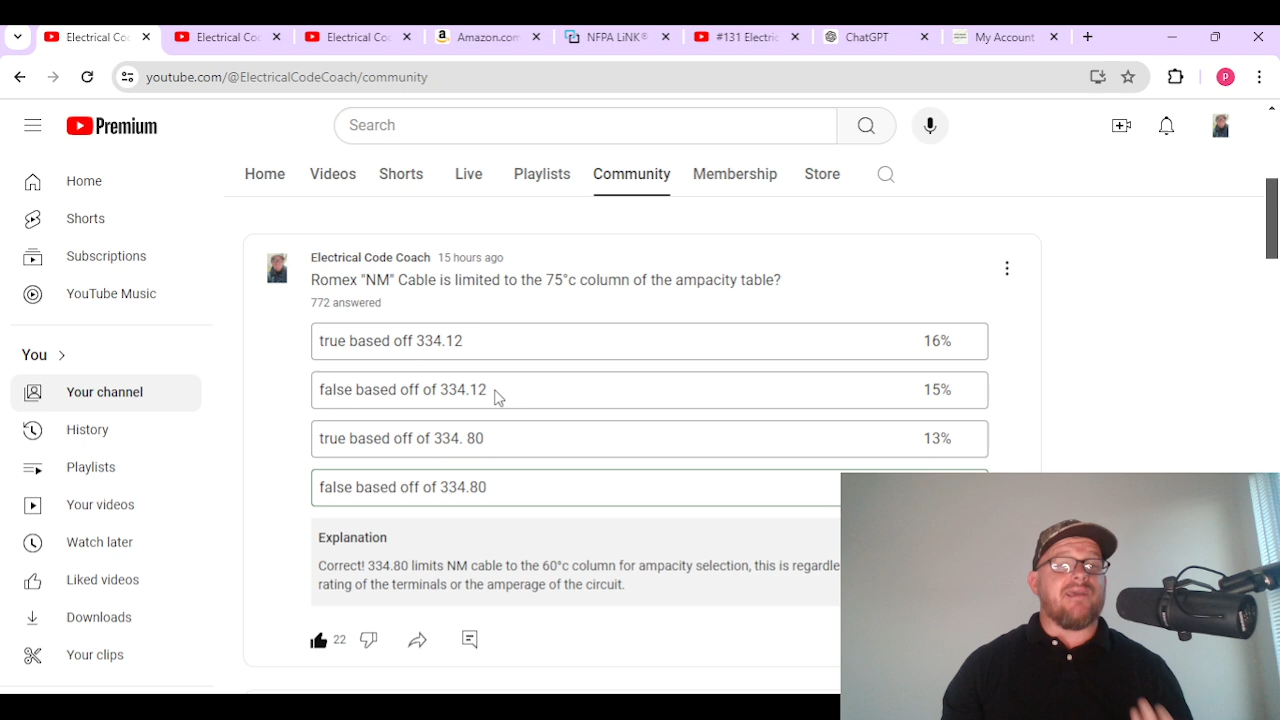 Electrical Co
Electrical Co
Electrical Co
Amazon.com
NFPA LiNK®
#131 Electric
ChatGPT
My Account
youtube.com/@ElectricalCodeCoach/community
P
Premium
Search
Home
Videos
Shorts
Live
Playlists
Community
Membership
Store
Home
Shorts
Subscriptions
YouTube Music
You
Your channel
History
Playlists
Your videos
Watch later
Liked videos
Downloads
Your clips
Electrical Code Coach 15 hours ago
Romex "NM" Cable is limited to the 75°c column of the ampacity table?
772 answered
true based off 334.12 16%
false based off of 334.12 15%
true based off of 334. 80 13%
false based off of 334.80
Explanation
Correct! 334.80 limits NM cable to the 60°c column for ampacity selection, this is regardle
rating of the terminals or the amperage of the circuit.
22